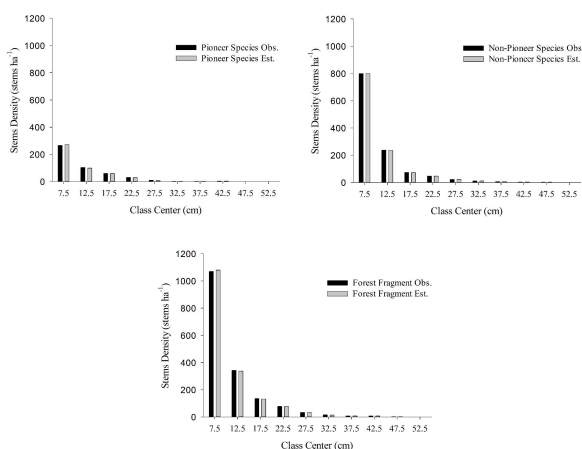 1200
1000
800
600
400
200
0
Stems Density (stems ha⁻¹)
Pioneer Species Obs.
Pioneer Species Est.
7.5 12.5 17.5 22.5 27.5 32.5 37.5 42.5 47.5 52.5
Class Center (cm)
1200
1000
800
600
400
200
0
Stems Density (stems ha⁻¹)
Non-Pioneer Species Obs
Non-Pioneer Species Est.
7.5 12.5 17.5 22.5 27.5 32.5 37.5 42.5 47.5 52.5
Class Center (cm)
1200
1000
800
600
400
200
0
Stems Density (stems ha⁻¹)
Forest Fragment Obs.
Forest Fragment Est.
7.5 12.5 17.5 22.5 27.5 32.5 37.5 42.5 47.5 52.5
Class Center (cm)